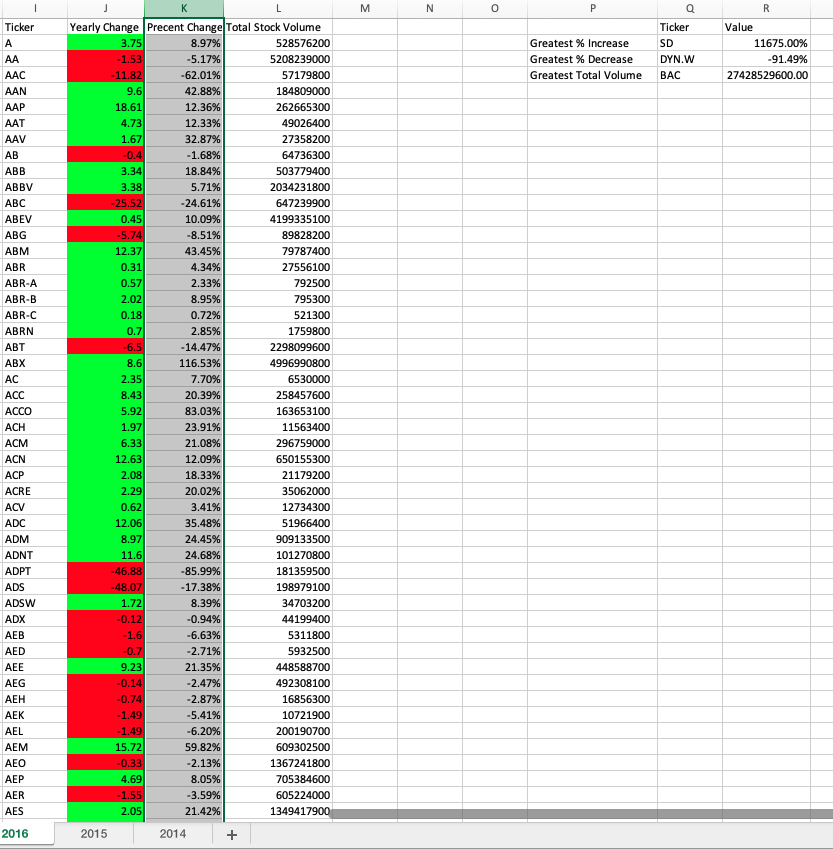 I J K L M N O P Q R
Ticker Yearly Change Precent Change Total Stock Volume Ticker Value
A 3.75 8.97% 528576200 Greatest % Increase SD 11675.00%
AA -1.53 -5.17% 5208239000 Greatest % Decrease DYN.W -91.49%
AAC -11.82 -62.01% 57179800 Greatest Total Volume BAC 27428529600.00
AAN 9.6 42.88% 184809000
AAP 18.61 12.36% 262665300
AAT 4.73 12.33% 49026400
AAV 1.67 32.87% 27358200
AB -0.4 -1.68% 64736300
ABB 3.34 18.84% 503779400
ABBV 3.38 5.71% 2034231800
ABC -25.52 -24.61% 647239900
ABEV 0.45 10.09% 4199335100
ABG -5.74 -8.51% 89828200
ABM 12.37 43.45% 79787400
ABR 0.31 4.34% 27556100
ABR-A 0.57 2.33% 792500
ABR-B 2.02 8.95% 795300
ABR-C 0.18 0.72% 521300
ABRN 0.7 2.85% 1759800
ABT -6.5 -14.47% 2298099600
ABX 8.6 116.53% 4996990800
AC 2.35 7.70% 6530000
ACC 8.43 20.39% 258457600
ACCO 5.92 83.03% 163653100
ACH 1.97 23.91% 11563400
ACM 6.33 21.08% 296759000
ACN 12.63 12.09% 650155300
ACP 2.08 18.33% 21179200
ACRE 2.29 20.02% 35062000
ACV 0.62 3.41% 12734300
ADC 12.06 35.48% 51966400
ADM 8.97 24.45% 909133500
ADNT 11.6 24.68% 101270800
ADPT -46.88 -85.99% 181359500
ADS -48.07 -17.38% 198979100
ADSW 1.72 8.39% 34703200
ADX -0.12 -0.94% 44199400
AEB -1.6 -6.63% 5311800
AED -0.7 -2.71% 5932500
AEE 9.23 21.35% 448588700
AEG -0.14 -2.47% 492308100
AEH -0.74 -2.87% 16856300
AEK -1.49 -5.41% 10721900
AEL -1.49 -6.20% 200190700
AEM 15.72 59.82% 609302500
AEO -0.33 -2.13% 1367241800
AEP 4.69 8.05% 705384600
AER -1.55 -3.59% 605224000
AES 2.05 21.42% 1349417900
2016 2015 2014 +